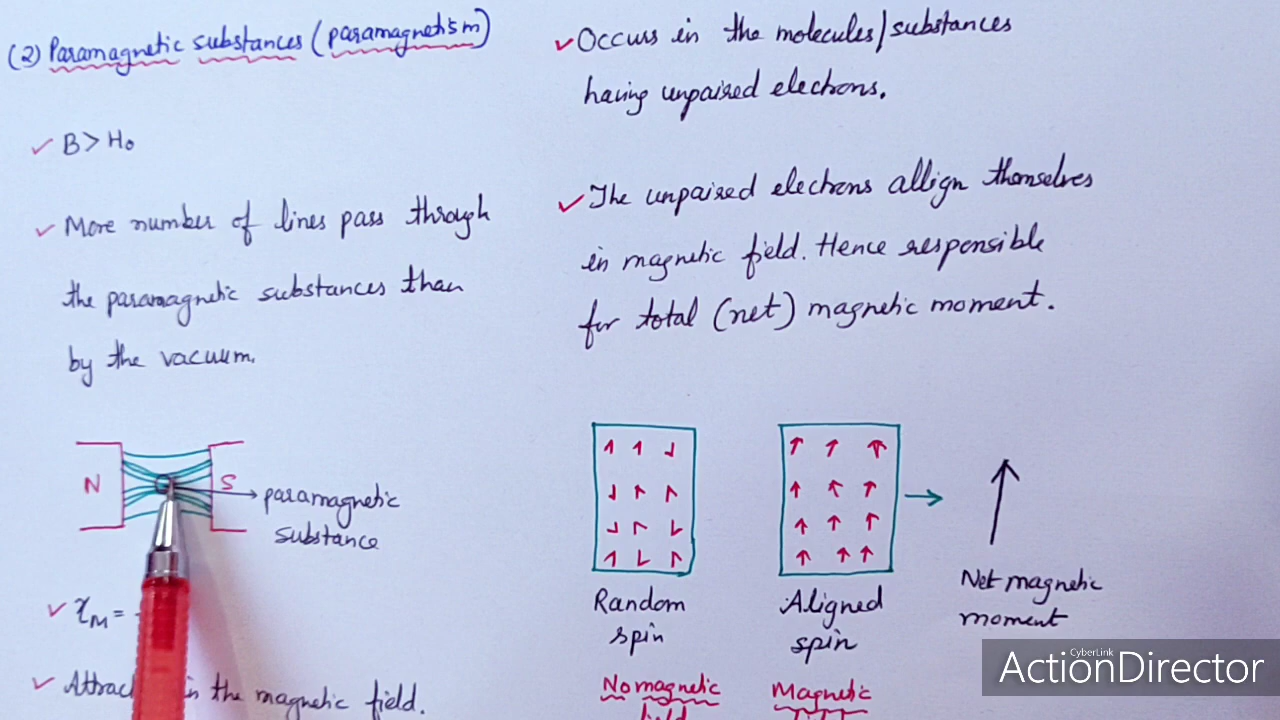 (2) Paramagnetic substances (paramagnetism)
✓ B > H₀
✓ More number of lines pass through
the paramagnetic substances than
by the vacuum.
N S
paramagnetic
substance
✓ χM =
✓ in the magnetic field.
✓ Occurs in the molecules/substances
having unpaired electrons.
✓ The unpaired electrons allign themselves
in magnetic field. Hence responsible
for total (net) magnetic moment.
Random
spin
No magnetic
field
Aligned
spin
Magnetic
Net magnetic
moment
CyberLink
ActionDirector